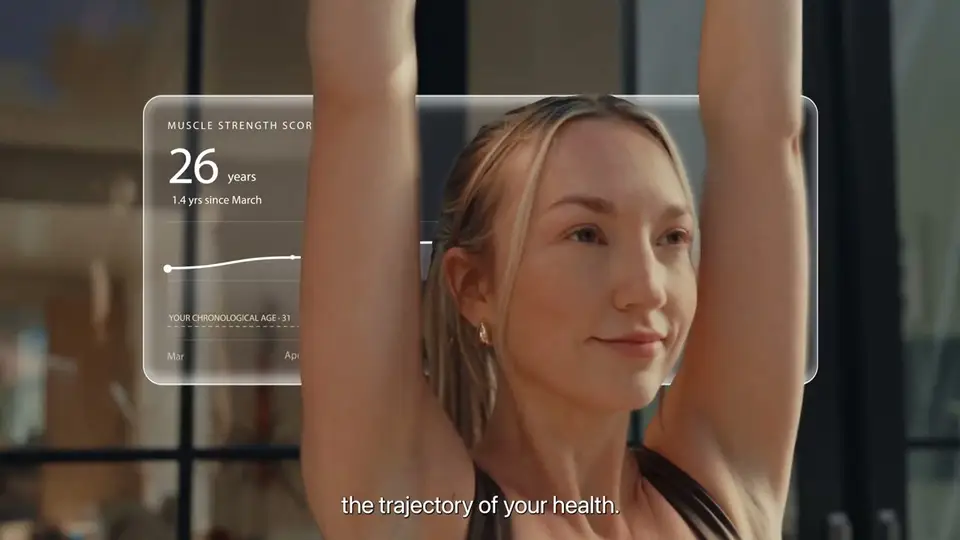 MUSCLE STRENGTH SCOR
26 years
1.4 yrs since March
YOUR CHRONOLOGICAL AGE - 31
Mar
the trajectory of your health.